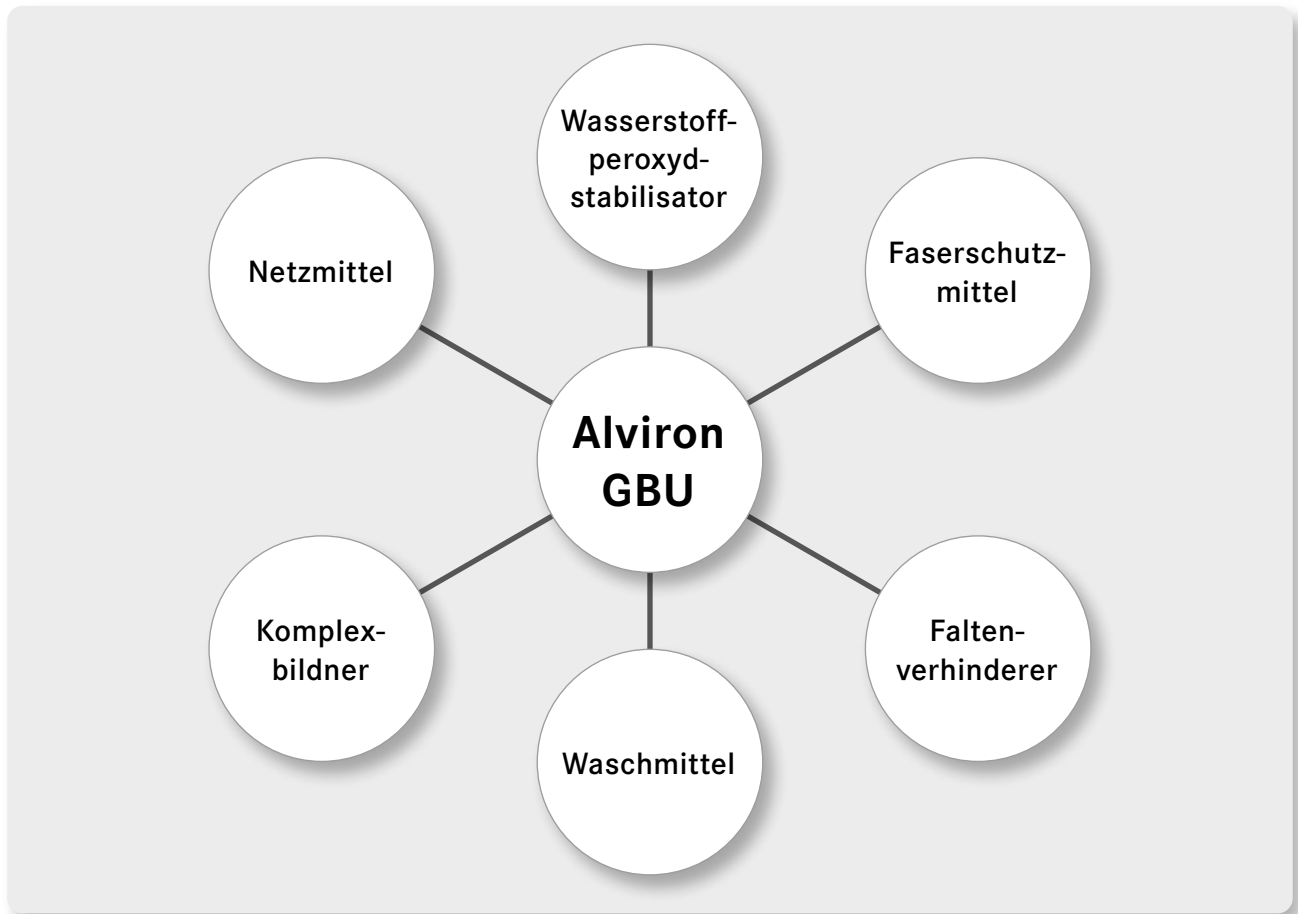 Wasserstoff-
peroxyd-
stabilisator
Netzmittel
Faserschutz-
mittel
Alviron
GBU
Komplex-
bildner
Falten-
verhinderer
Waschmittel